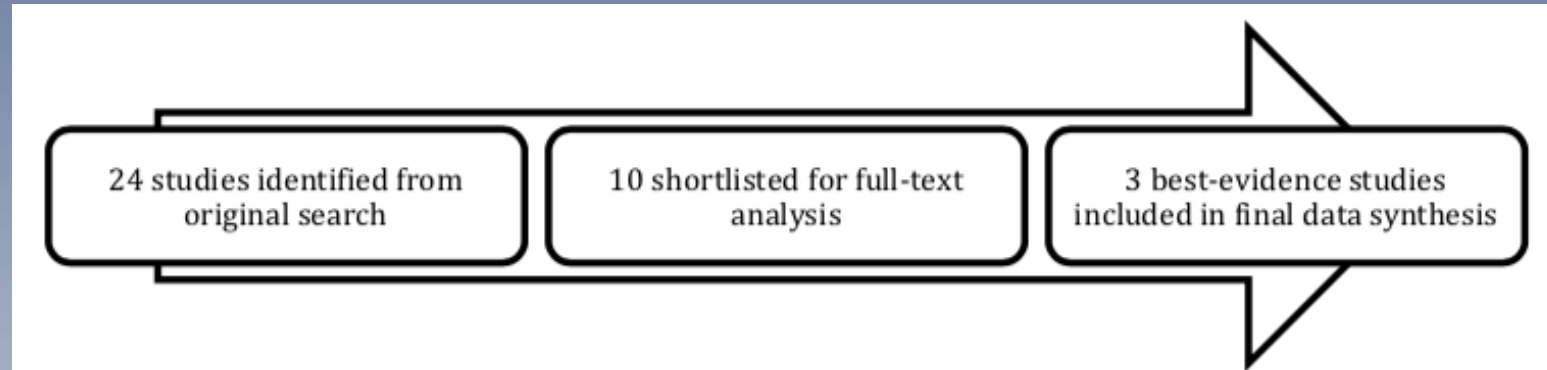 24 studies identified from
original search
10 shortlisted for full-text
analysis
3 best-evidence studies
included in final data synthesis